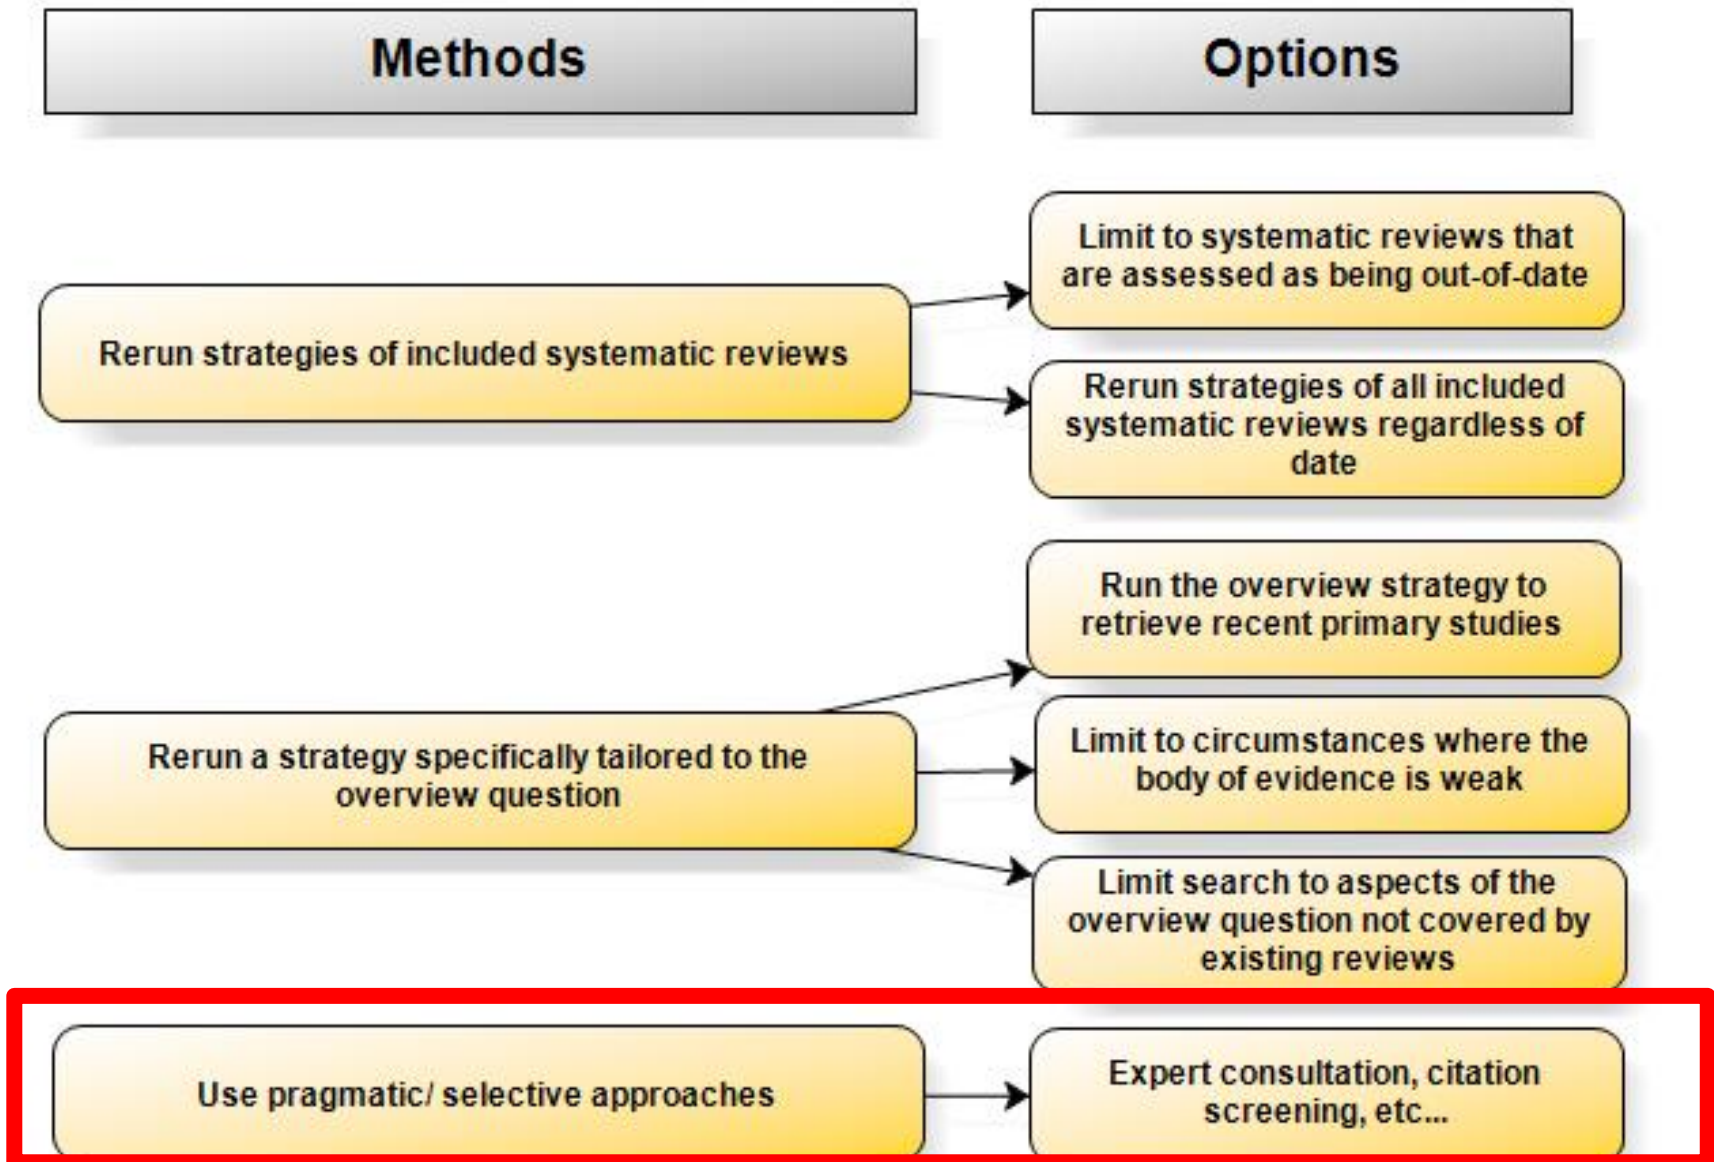 Methods
Options
Limit to systematic reviews that
are assessed as being out-of-date
Rerun strategies of included systematic reviews
Rerun strategies of all included
systematic reviews regardless of
date
Run the overview strategy to
retrieve recent primary studies
Rerun a strategy specifically tailored to the
overview question
Limit to circumstances where the
body of evidence is weak
Limit search to aspects of the
overview question not covered by
existing reviews
Use pragmatic/ selective approaches
Expert consultation, citation
screening, etc...